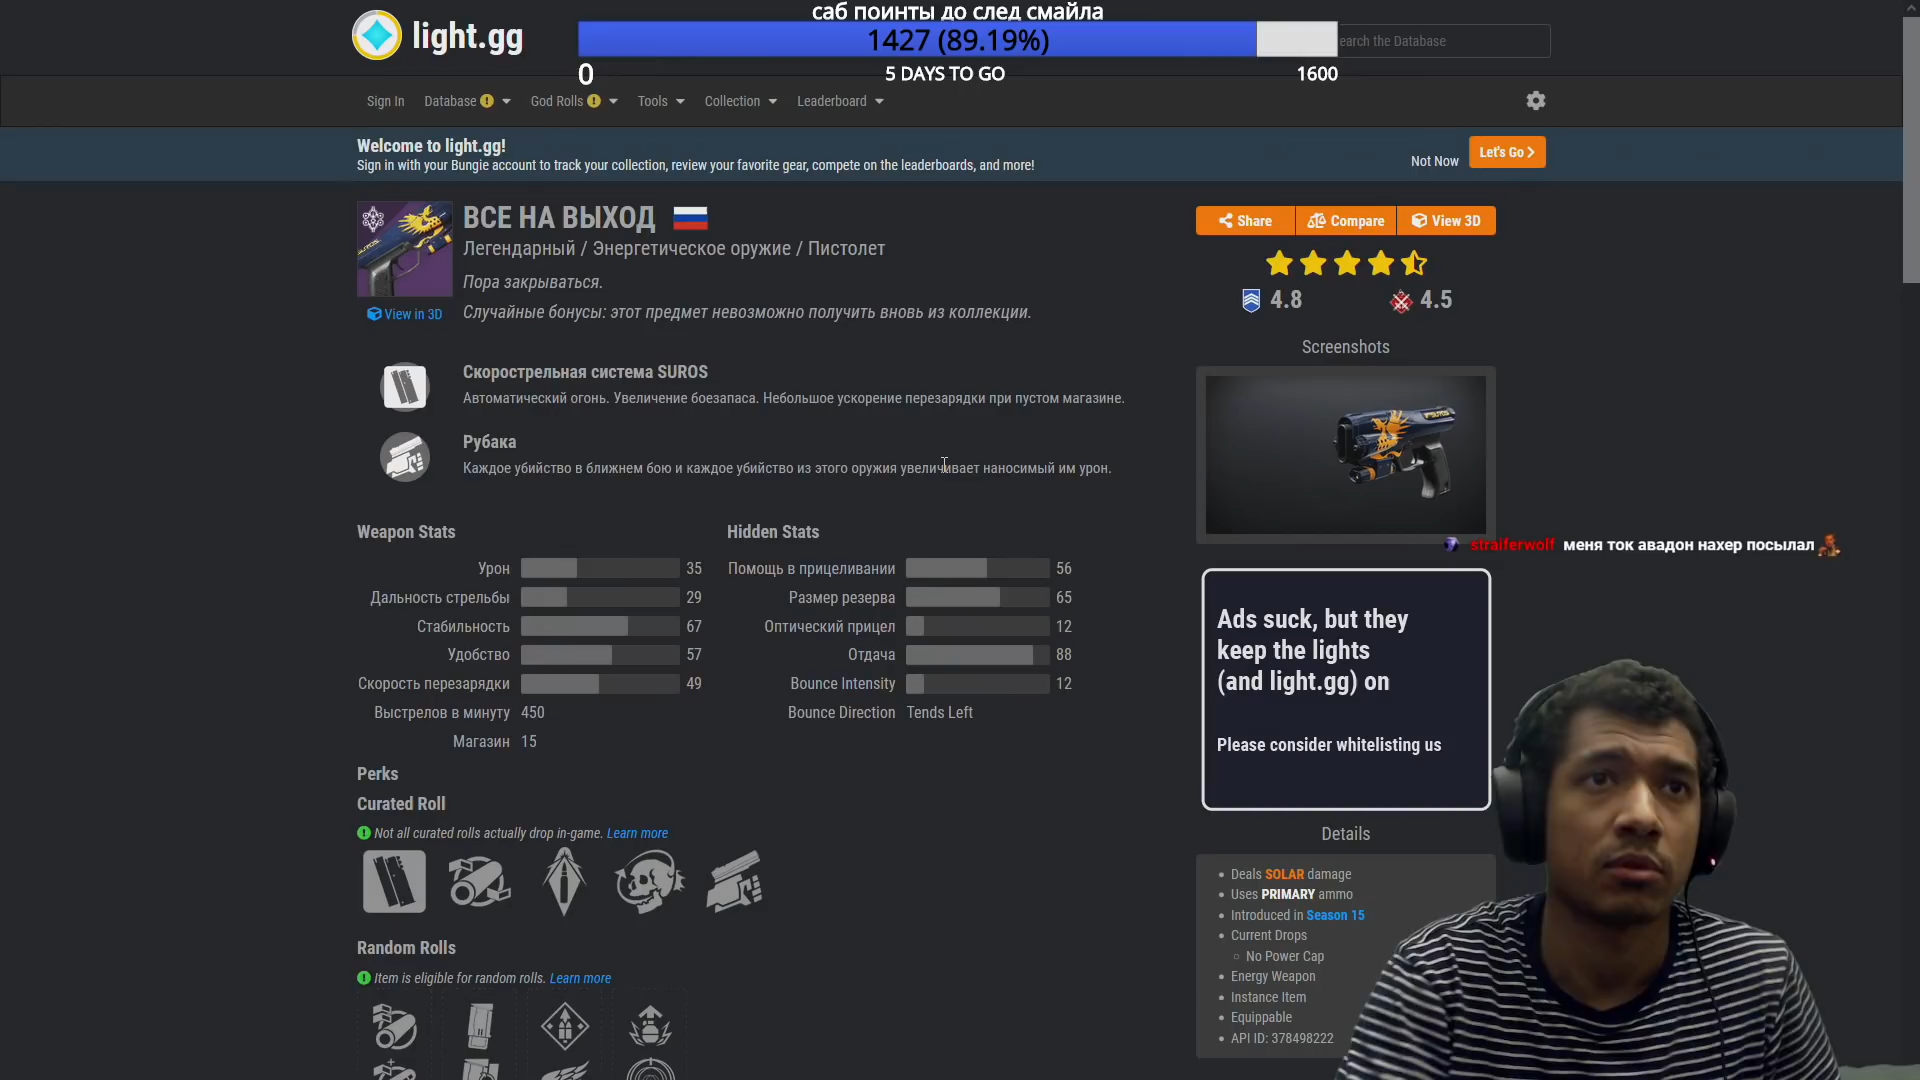 саб поинты до след смайла
light.gg
1427 (89.19%)
earch the Database
0
5 DAYS TO GO
1600
Sign In
Database
God Rolls
Tools
Collection
Leaderboard
Welcome to light.gg!
Sign in with your Bungie account to track your collection, review your favorite gear, compete on the leaderboards, and more!
Not Now
Let's Go
ВСЕ НА ВЫХОД
Легендарный / Энергетическое оружие / Пистолет
Пора закрываться.
Случайные бонусы: этот предмет невозможно получить вновь из коллекции.
View in 3D
Share
Compare
View 3D
4.8
4.5
Screenshots
Скорострельная система SUROS
Автоматический огонь. Увеличение боезапаса. Небольшое ускорение перезарядки при пустом магазине.
Рубака
Каждое убийство в ближнем бою и каждое убийство из этого оружия увеличивает наносимый им урон.
Weapon Stats
Урон 35
Дальность стрельбы 29
Стабильность 67
Удобство 57
Скорость перезарядки 49
Выстрелов в минуту 450
Магазин 15
Hidden Stats
Помощь в прицеливании 56
Размер резерва 65
Оптический прицел 12
Отдача 88
Bounce Intensity 12
Bounce Direction Tends Left
straiferwolf меня ток авадон нахер посылал
Ads suck, but they
keep the lights
(and light.gg) on
Please consider whitelisting us
Perks
Curated Roll
Not all curated rolls actually drop in-game. Learn more
Random Rolls
Item is eligible for random rolls. Learn more
Details
Deals SOLAR damage
Uses PRIMARY ammo
Introduced in Season 15
Current Drops
No Power Cap
Energy Weapon
Instance Item
Equippable
API ID: 378498222